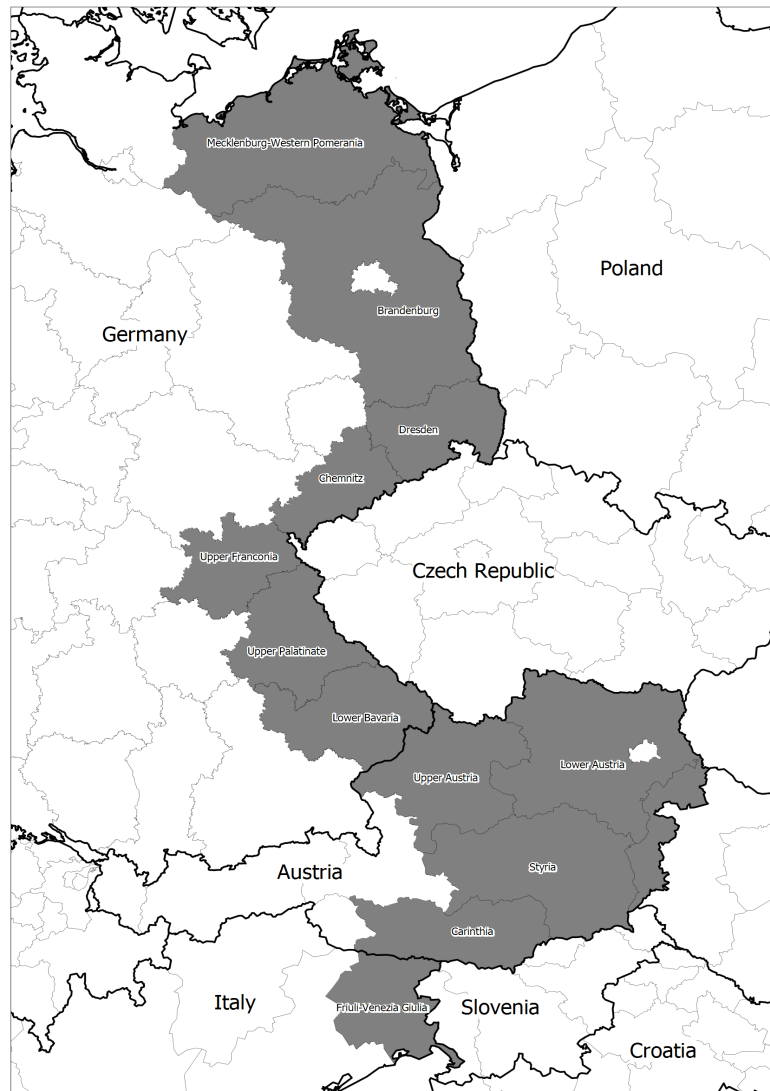 Mecklenburg-Western Pomerania
Poland
Brandenburg
Germany
Dresden
Chemnitz
Upper Franconia
Czech Republic
Upper Palatinate
Lower Bavaria
Lower Austria
Upper Austria
Styria
Austria
Carinthia
Italy
Friuli-Venezia Giulia
Slovenia
Croatia